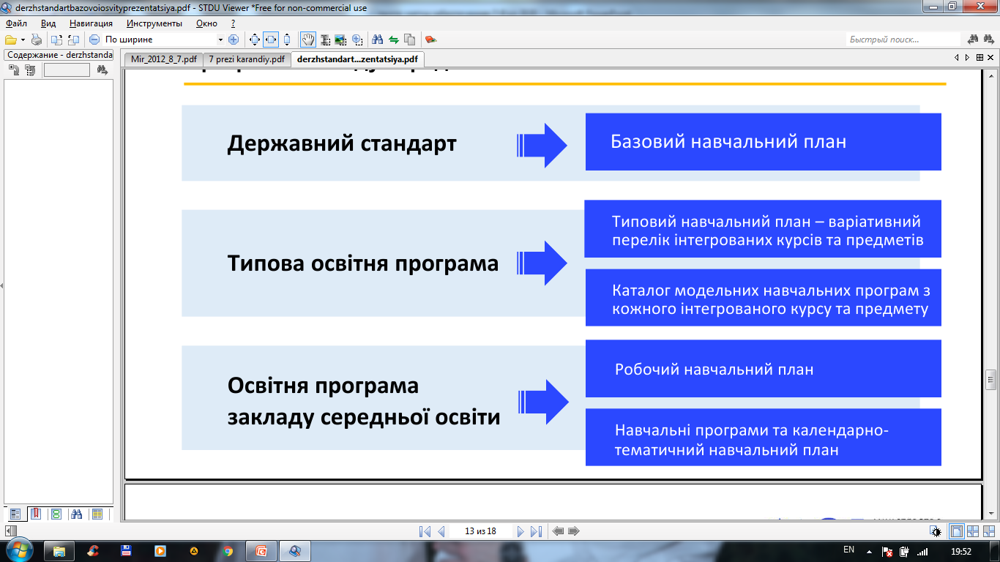 derzhstandartbazovoiosvityprezentatsiya.pdf - STDU Viewer *Free for non-commercial use
Файл Вид Навигация Инструменты Окно ?
По ширине
Быстрый поиск...
Содержание - derzhstanda
Mir_2012_8_7.pdf 7 prezi karandiy.pdf derzhstandart...zentatsiya.pdf
Державний стандарт
Базовий навчальний план
Типова освітня програма
Типовий навчальний план – варіативний
перелік інтегрованих курсів та предметів
Каталог модельних навчальних програм з
кожного інтегрованого курсу та предмету
Освітня програма
закладу середньої освіти
Робочий навчальний план
Навчальні програми та календарно-
тематичний навчальний план
13 из 18
EN
19:52